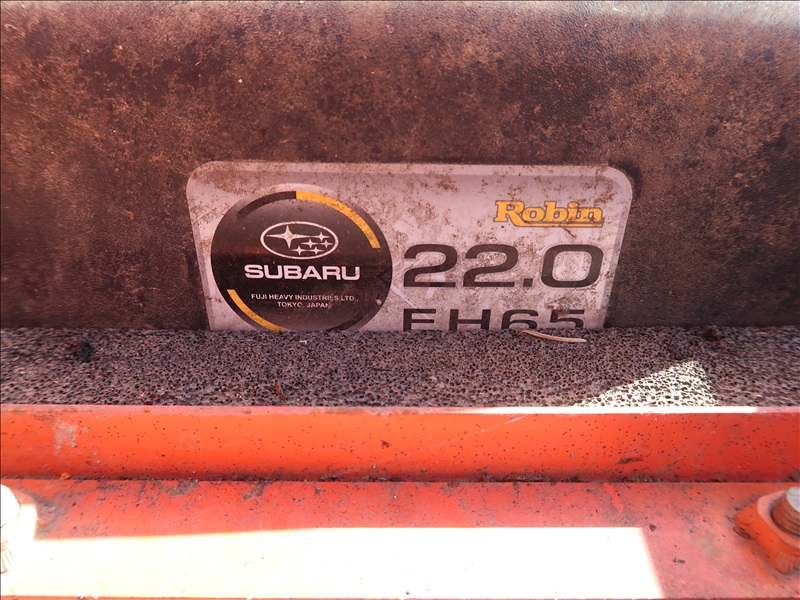 Robin
SUBARU
22.0
FUJI HEAVY INDUSTRIES LTD.,
TOKYO, JAPAN
EH65